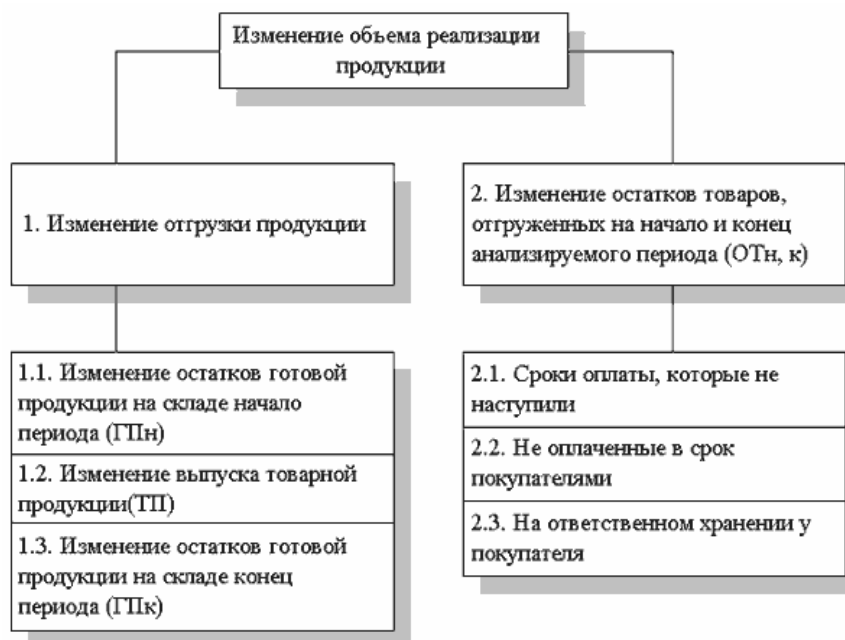 Изменение объема реализации
продукции
1. Изменение отгрузки продукции
2. Изменение остатков товаров,
отгруженных на начало и конец
анализируемого периода (ОТн, к)
1.1. Изменение остатков готовой
продукции на складе начало
периода (ГПн)
1.2. Изменение выпуска товарной
продукции(ТП)
1.3. Изменение остатков готовой
продукции на складе конец
периода (ГПк)
2.1. Сроки оплаты, которые не
наступили
2.2. Не оплаченные в срок
покупателями
2.3. На ответственном хранении у
покупателя